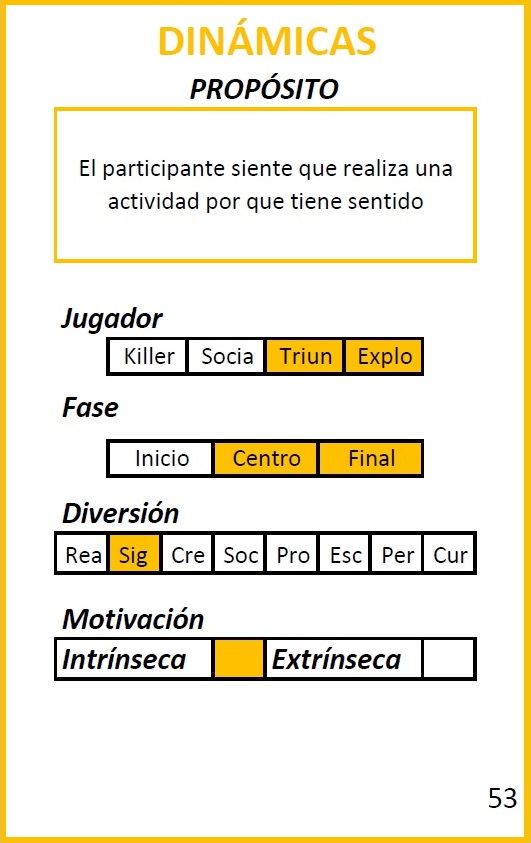 DINÁMICAS
PROPÓSITO
El participante siente que realiza una
actividad por que tiene sentido
Jugador
Killer Socia Triun Explo
Fase
Inicio Centro Final
Diversión
Rea Sig Cre Soc Pro Esc Per Cur
Motivación
Intrínseca Extrínseca
53